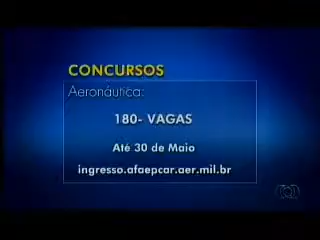 CONCURSOS
Aeronáutica:
180- VAGAS
Até 30 de Maio
ingresso.afaepcar.aer.mil.br